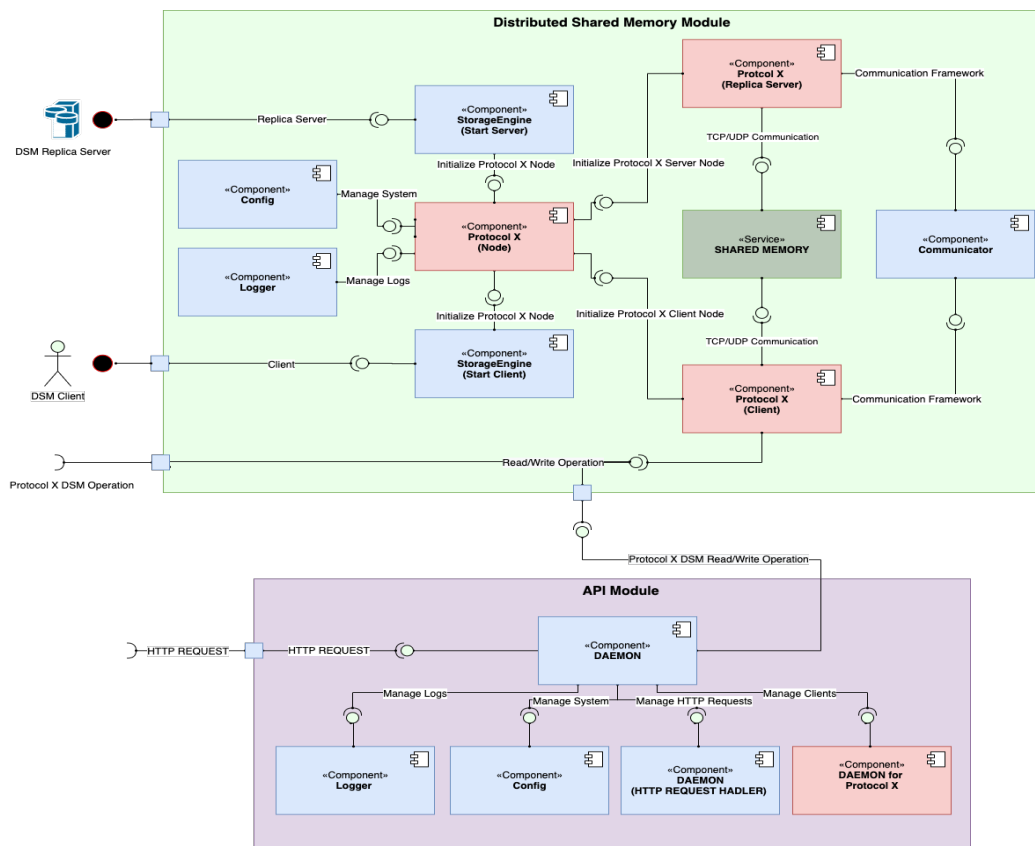 Distributed Shared Memory Module
«Component»
Protcol X
(Replica Server)
Communication Framework
«Component»
StorageEngine
(Start Server)
Replica Server
DSM Replica Server
TCP/UDP Communication
Initialize Protocol X Node
Initialize Protocol X Server Node
«Component»
Config
Manage System
«Component»
Protocol X
(Node)
«Service»
SHARED MEMORY
«Component»
Communicator
«Component»
Logger
Manage Logs
Initialize Protocol X Node
Initialize Protocol X Client Node
TCP/UDP Communication
Client
«Component»
StorageEngine
(Start Client)
DSM Client
«Component»
Protocol X
(Client)
Communication Framework
Read/Write Operation
Protocol X DSM Operation
Protocol X DSM Read/Write Operation
API Module
HTTP REQUEST
HTTP REQUEST
«Component»
DAEMON
Manage Logs
Manage System
Manage HTTP Requests
Manage Clients
«Component»
Logger
«Component»
Config
«Component»
DAEMON
(HTTP REQUEST HADLER)
«Component»
DAEMON for
Protocol X